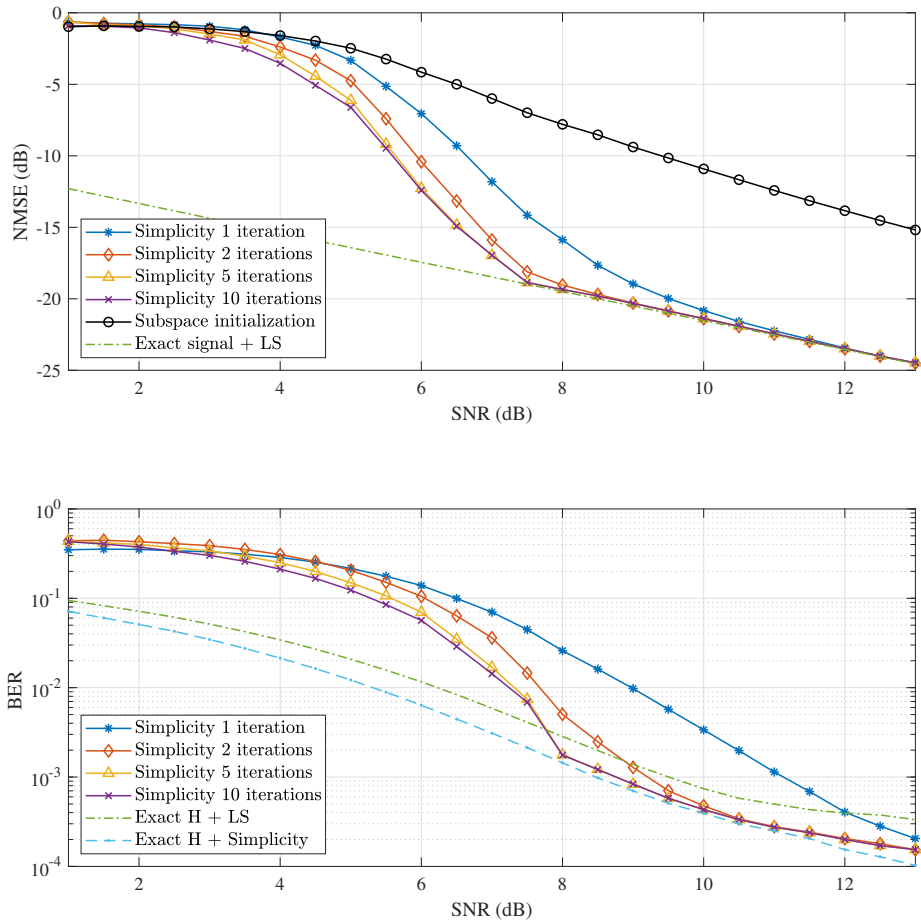 0
-5
-10
-15
-20
-25
NMSE (dB)
Simplicity 1 iteration
Simplicity 2 iterations
Simplicity 5 iterations
Simplicity 10 iterations
Subspace initialization
Exact signal + LS
2 4 6 8 10 12
SNR (dB)
10^0
10^-1
10^-2
10^-3
10^-4
BER
Simplicity 1 iteration
Simplicity 2 iterations
Simplicity 5 iterations
Simplicity 10 iterations
Exact H + LS
Exact H + Simplicity
2 4 6 8 10 12
SNR (dB)